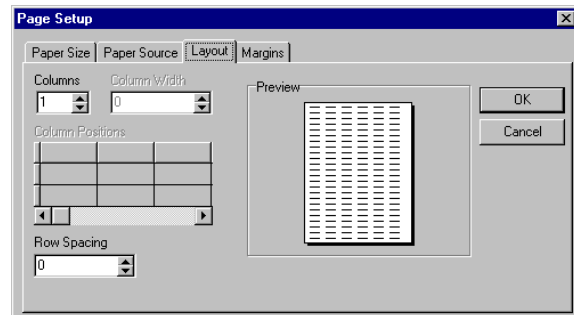 Page Setup
Paper Size Paper Source Layout Margins
Columns Column Width
1 0
Column Positions
Row Spacing
0
Preview
OK
Cancel